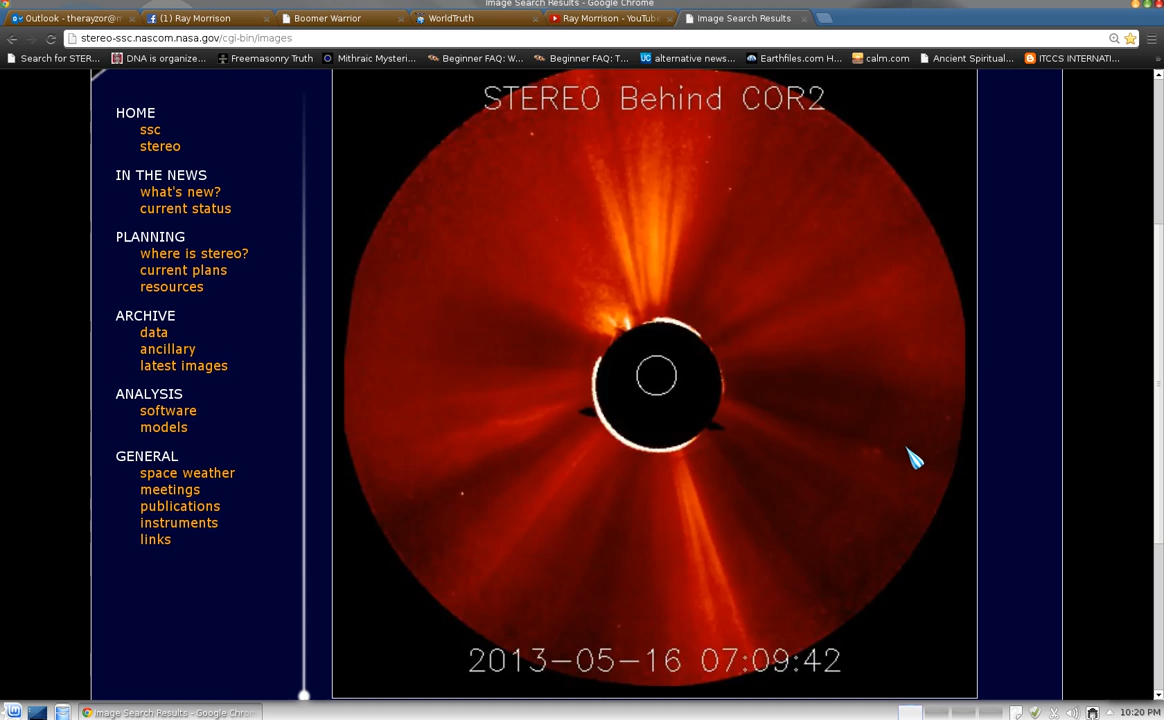 Image Search Results - Google Chrome
Outlook - therayzor@m
(1) Ray Morrison
Boomer Warrior
WorldTruth
Ray Morrison - YouTube
Image Search Results
stereo-ssc.nascom.nasa.gov/cgi-bin/images
Search for STER...
DNA is organize...
Freemasonry Truth
Mithraic Mysteri...
Beginner FAQ: W...
Beginner FAQ: T...
UC alternative news...
Earthfiles.com H...
calm.com
Ancient Spiritual...
ITCCS INTERNATI...
STEREO Behind COR2
HOME
ssc
stereo
IN THE NEWS
what's new?
current status
PLANNING
where is stereo?
current plans
resources
ARCHIVE
data
ancillary
latest images
ANALYSIS
software
models
GENERAL
space weather
meetings
publications
instruments
links
2013-05-16 07:09:42
Image Search Results - Google Chro
10:20 PM